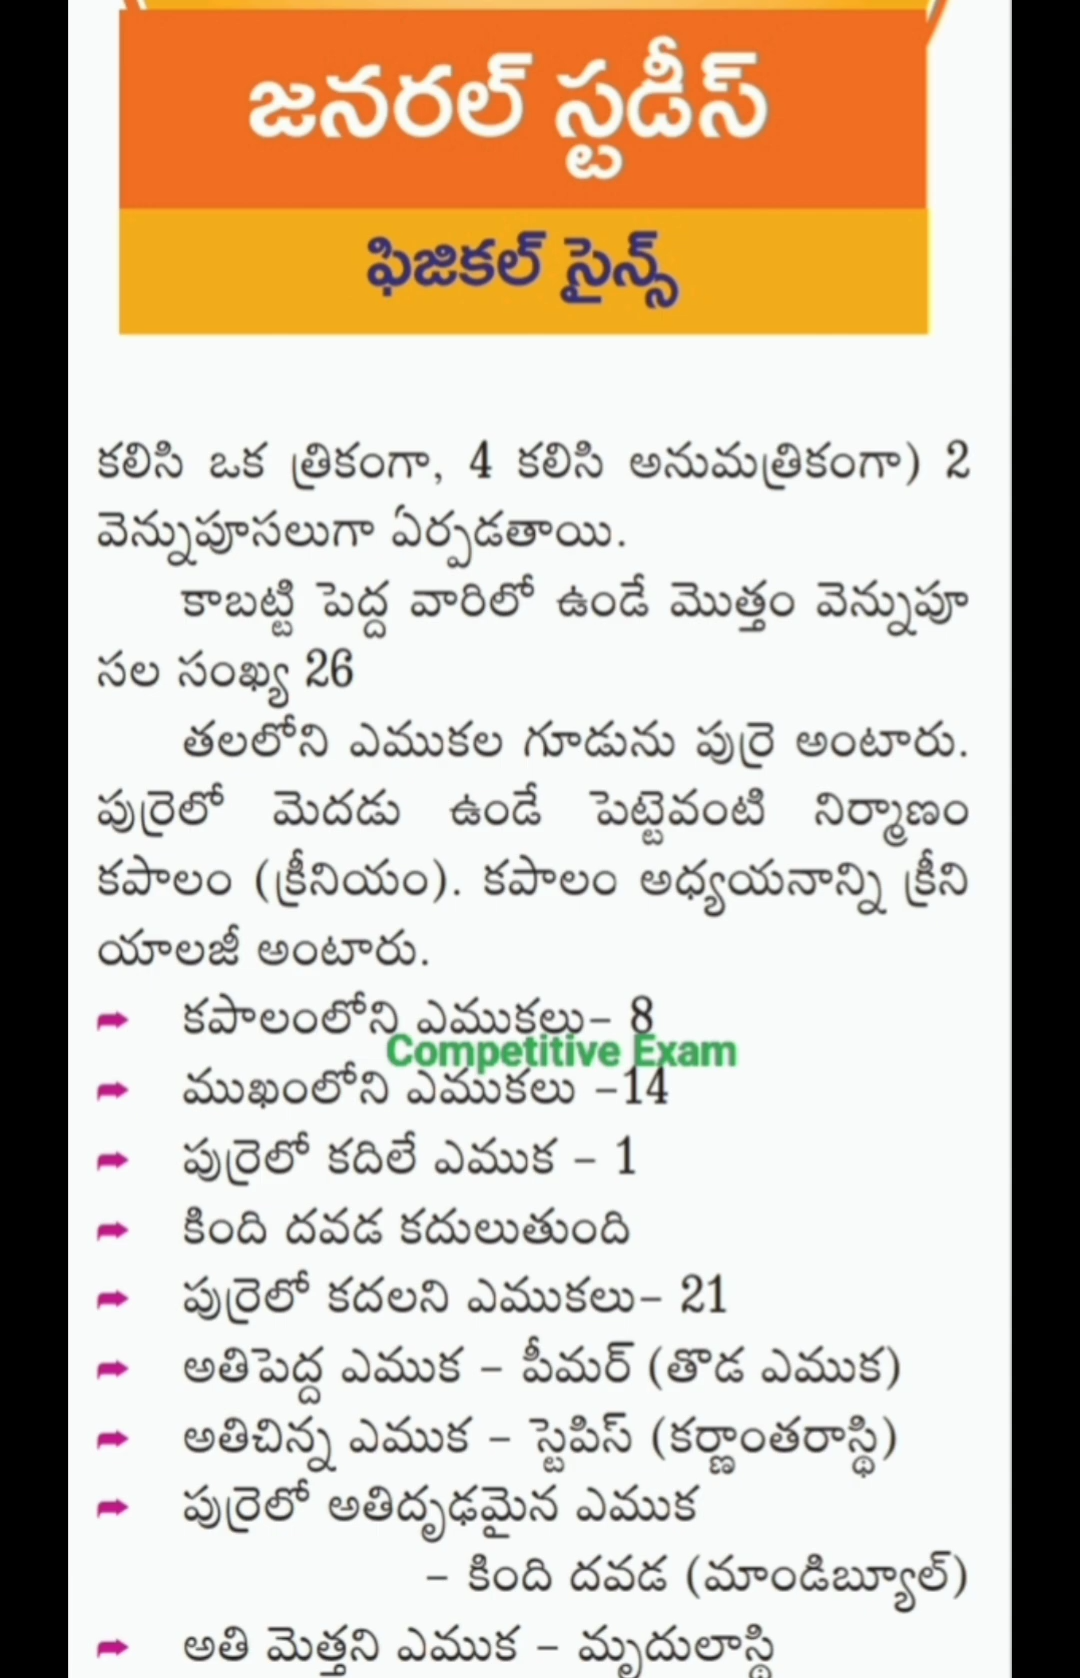 జనరల్ స్టడీస్
ఫిజికల్ సైన్స్
కలిసి ఒక త్రికంగా, 4 కలిసి అనుమత్రికంగా) 2
వెన్నుపూసలుగా ఏర్పడతాయి.
కాబట్టి పెద్ద వారిలో ఉండే మొత్తం వెన్నుపూ
సల సంఖ్య 26
తలలోని ఎముకల గూడును పుర్రె అంటారు.
పుర్రెలో మెదడు ఉండే పెట్టెవంటి నిర్మాణం
కపాలం (క్రీనియం). కపాలం అధ్యయనాన్ని క్రీని
యాలజీ అంటారు.
➦ కపాలంలోని ఎముకలు– 8
Competitive Exam
➦ ముఖంలోని ఎముకలు –14
➦ పుర్రెలో కదిలే ఎముక – 1
➦ కింది దవడ కదులుతుంది
➦ పుర్రెలో కదలని ఎముకలు– 21
➦ అతిపెద్ద ఎముక – పీమర్ (తొడ ఎముక)
➦ అతిచిన్న ఎముక – స్టెపిస్ (కర్ణాంతరాస్థి)
➦ పుర్రెలో అతిదృఢమైన ఎముక
– కింది దవడ (మాండిబ్యూల్)
➦ అతి మెత్తని ఎముక – మృదులాస్థి